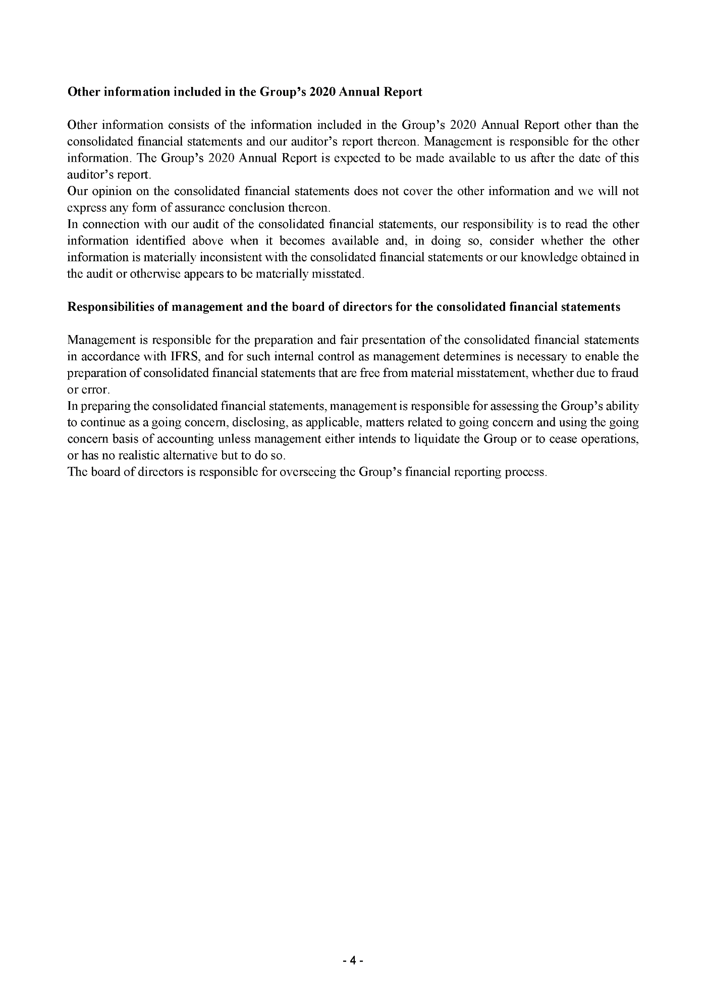 Other information included in the Group’s 2020 Annual Report
Other information consists of the information included in the Group’s 2020 Annual Report other than the
consolidated financial statements and our auditor’s report thereon. Management is responsible for the other
information. The Group’s 2020 Annual Report is expected to be made available to us after the date of this
auditor’s report.
Our opinion on the consolidated financial statements does not cover the other information and we will not
express any form of assurance conclusion thereon.
In connection with our audit of the consolidated financial statements, our responsibility is to read the other
information identified above when it becomes available and, in doing so, consider whether the other
information is materially inconsistent with the consolidated financial statements or our knowledge obtained in
the audit or otherwise appears to be materially misstated.
Responsibilities of management and the board of directors for the consolidated financial statements
Management is responsible for the preparation and fair presentation of the consolidated financial statements
in accordance with IFRS, and for such internal control as management determines is necessary to enable the
preparation of consolidated financial statements that are free from material misstatement, whether due to fraud
or error.
In preparing the consolidated financial statements, management is responsible for assessing the Group’s ability
to continue as a going concern, disclosing, as applicable, matters related to going concern and using the going
concern basis of accounting unless management either intends to liquidate the Group or to cease operations,
or has no realistic alternative but to do so.
The board of directors is responsible for overseeing the Group’s financial reporting process.
- 4 -